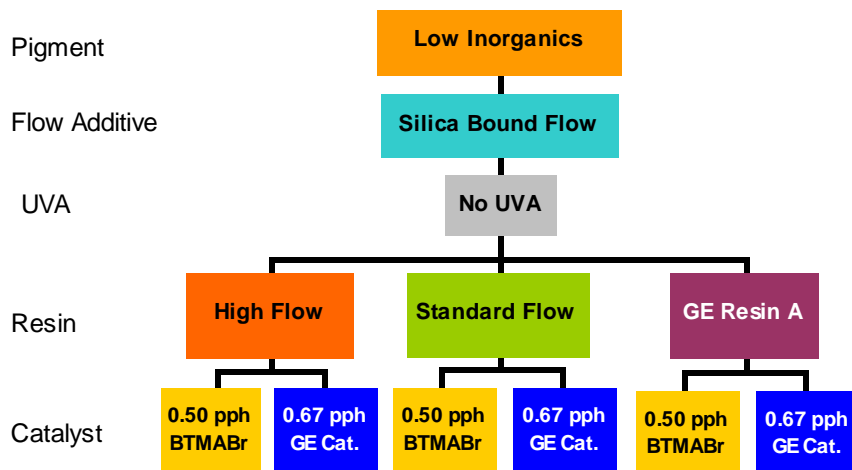 Pigment
Low Inorganics
Flow Additive
Silica Bound Flow
UVA
No UVA
Resin
High Flow
Standard Flow
GE Resin A
Catalyst
0.50 pph
BTMABr
0.67 pph
GE Cat.
0.50 pph
BTMABr
0.67 pph
GE Cat.
0.50 pph
BTMABr
0.67 pph
GE Cat.